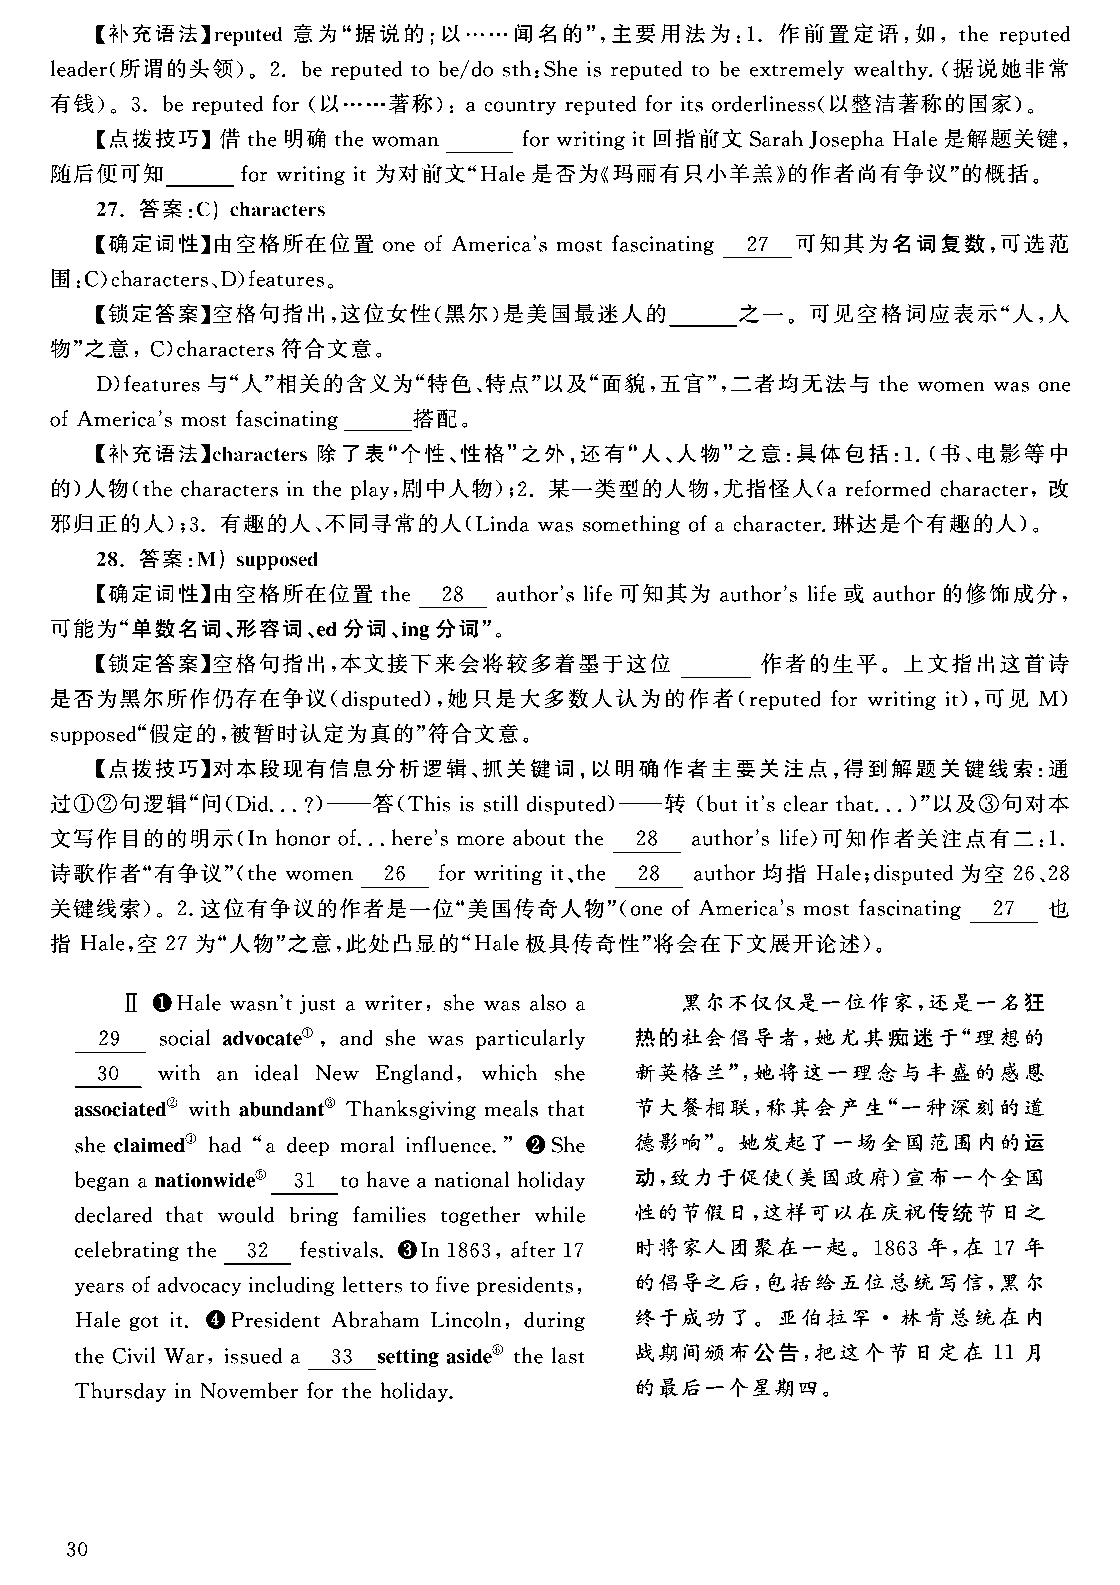 【补充语法】reputed 意为“据说的;以……闻名的”,主要用法为:1. 作前置定语,如, the reputed
leader(所谓的头领)。2. be reputed to be/do sth:She is reputed to be extremely wealthy.(据说她非常
有钱)。3. be reputed for (以……著称): a country reputed for its orderliness(以整洁著称的国家)。
【点拨技巧】借 the 明确 the woman ______ for writing it 回指前文 Sarah Josepha Hale 是解题关键,
随后便可知______ for writing it 为对前文“Hale 是否为《玛丽有只小羊羔》的作者尚有争议”的概括。
27. 答案:C) characters
【确定词性】由空格所在位置 one of America's most fascinating 27 可知其为名词复数,可选范
围:C)characters、D)features。
【锁定答案】空格句指出,这位女性(黑尔)是美国最迷人的______之一。可见空格词应表示“人,人
物”之意, C)characters 符合文意。
D)features 与“人”相关的含义为“特色、特点”以及“面貌,五官”,二者均无法与 the women was one
of America's most fascinating ______搭配。
【补充语法】characters 除了表“个性、性格”之外,还有“人、人物”之意:具体包括:1.(书、电影等中
的)人物(the characters in the play,剧中人物);2. 某一类型的人物,尤指怪人(a reformed character, 改
邪归正的人);3. 有趣的人、不同寻常的人(Linda was something of a character. 琳达是个有趣的人)。
28. 答案:M) supposed
【确定词性】由空格所在位置 the 28 author's life 可知其为 author's life 或 author 的修饰成分,
可能为“单数名词、形容词、ed 分词、ing 分词”。
【锁定答案】空格句指出,本文接下来会将较多着墨于这位 ______ 作者的生平。上文指出这首诗
是否为黑尔所作仍存在争议(disputed),她只是大多数人认为的作者(reputed for writing it),可见 M)
supposed“假定的,被暂时认定为真的”符合文意。
【点拨技巧】对本段现有信息分析逻辑、抓关键词,以明确作者主要关注点,得到解题关键线索:通
过①②句逻辑“问(Did...?)——答(This is still disputed)——转 (but it's clear that...)”以及③句对本
文写作目的的明示(In honor of...here's more about the 28 author's life)可知作者关注点有二:1.
诗歌作者“有争议”(the women 26 for writing it、the 28 author 均指 Hale;disputed 为空 26、28
关键线索)。2.这位有争议的作者是一位“美国传奇人物”(one of America's most fascinating 27 也
指 Hale,空 27 为“人物”之意,此处凸显的“Hale 极具传奇性”将会在下文展开论述)。
Ⅱ ❶Hale wasn't just a writer, she was also a
29 social advocate①, and she was particularly
30 with an ideal New England, which she
associated② with abundant③ Thanksgiving meals that
she claimed④ had “a deep moral influence.” ❷She
began a nationwide⑤ 31 to have a national holiday
declared that would bring families together while
celebrating the 32 festivals. ❸In 1863, after 17
years of advocacy including letters to five presidents,
Hale got it. ❹President Abraham Lincoln, during
the Civil War, issued a 33 setting aside⑥ the last
Thursday in November for the holiday.
黑尔不仅仅是一位作家,还是一名狂
热的社会倡导者,她尤其痴迷于“理想的
新英格兰”,她将这一理念与丰盛的感恩
节大餐相联,称其会产生“一种深刻的道
德影响”。她发起了一场全国范围内的运
动,致力于促使(美国政府)宣布一个全国
性的节假日,这样可以在庆祝传统节日之
时将家人团聚在一起。1863 年,在 17 年
的倡导之后,包括给五位总统写信,黑尔
终于成功了。亚伯拉罕·林肯总统在内
战期间颁布公告,把这个节日定在 11 月
的最后一个星期四。
30